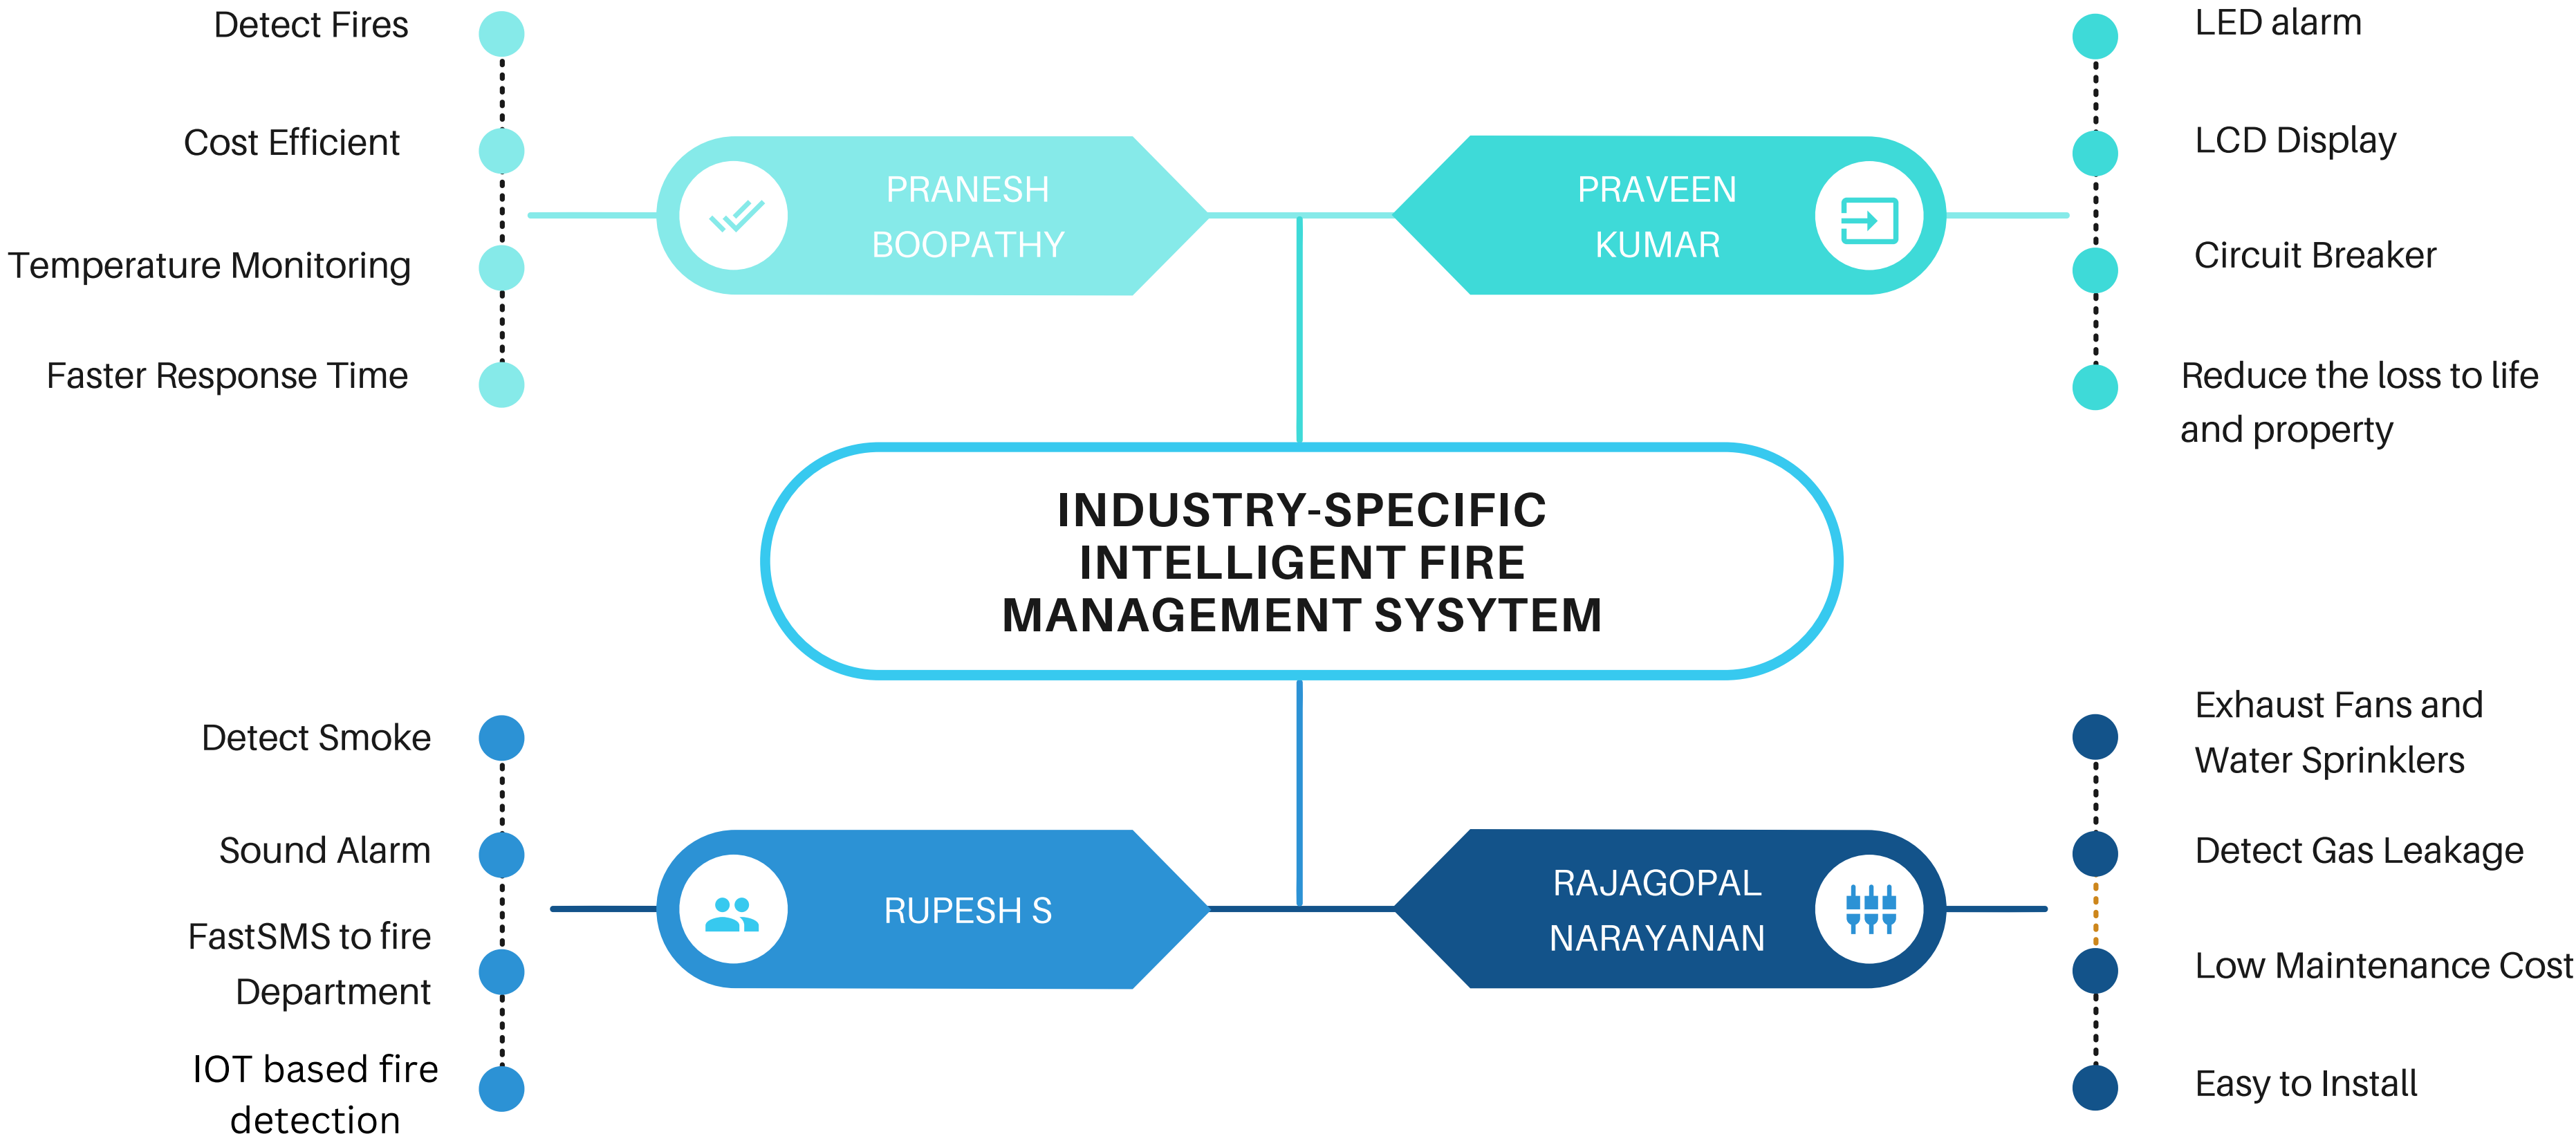 Detect Fires
Cost Efficient
Temperature Monitoring
Faster Response Time
PRANESH
BOOPATHY
PRAVEEN
KUMAR
LED alarm
LCD Display
Circuit Breaker
Reduce the loss to life
and property
INDUSTRY-SPECIFIC
INTELLIGENT FIRE
MANAGEMENT SYSYTEM
Detect Smoke
Sound Alarm
FastSMS to fire
Department
IOT based fire
detection
RUPESH S
RAJAGOPAL
NARAYANAN
Exhaust Fans and
Water Sprinklers
Detect Gas Leakage
Low Maintenance Cost
Easy to Install